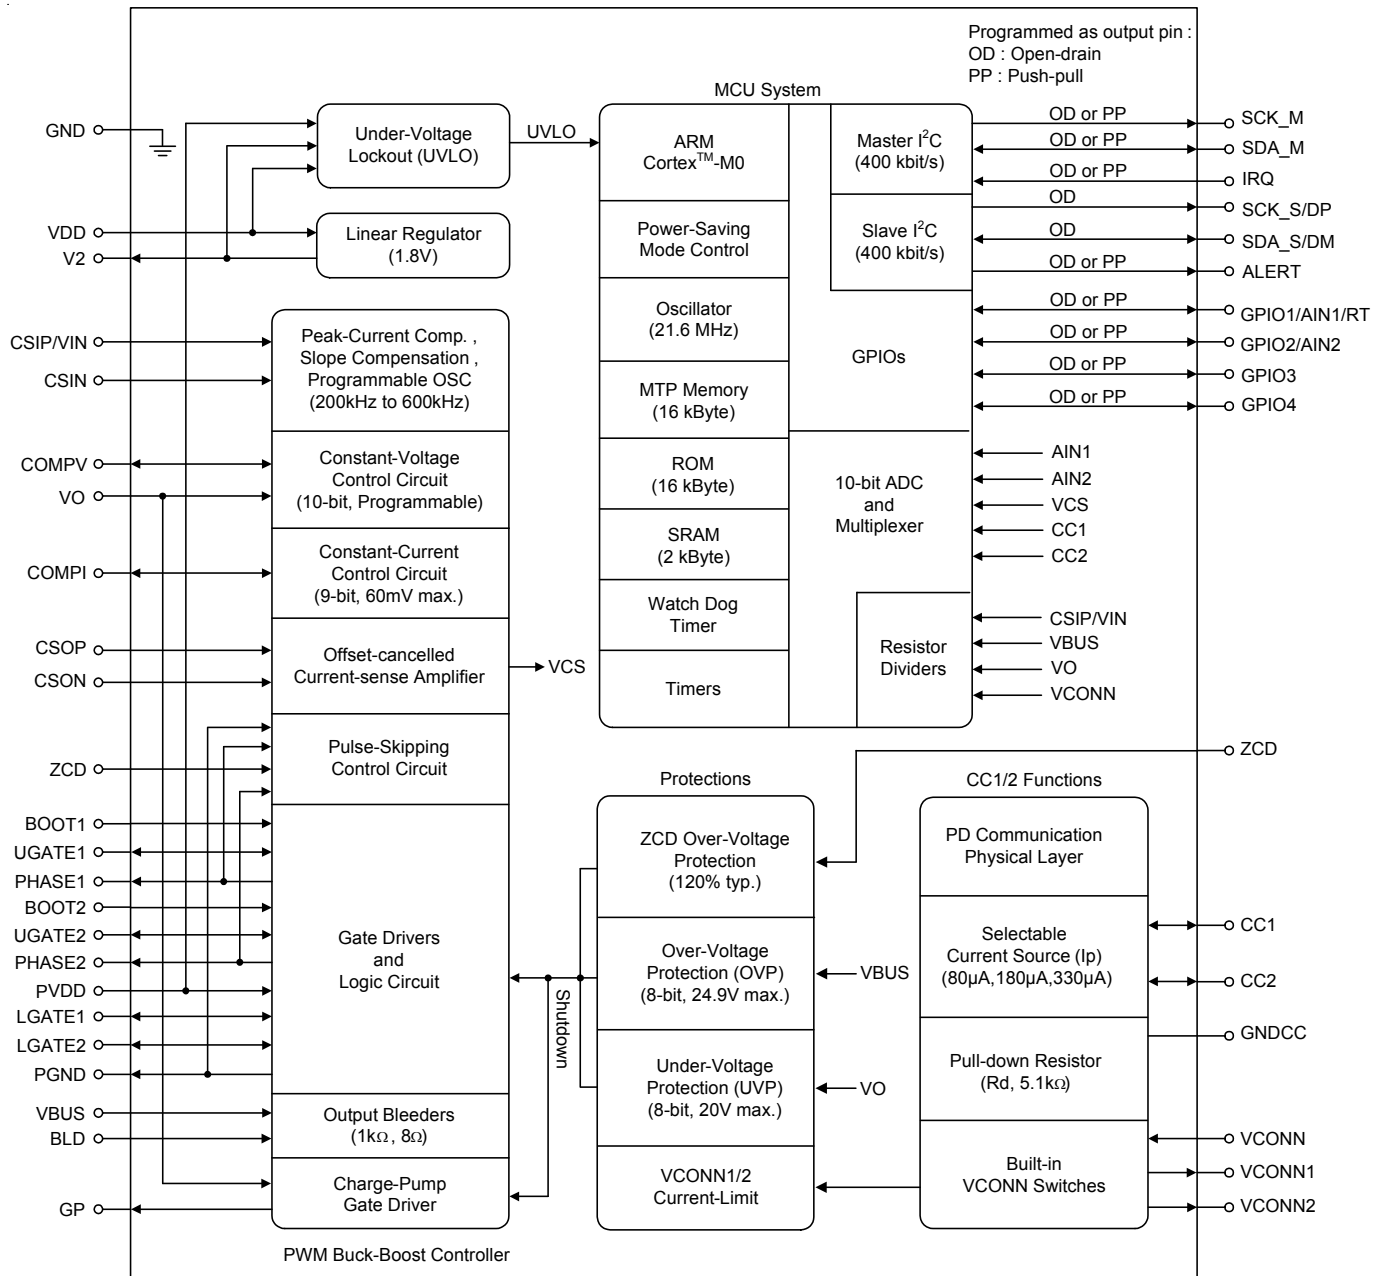 Programmed as output pin :
OD : Open-drain
PP : Push-pull
MCU System
GND
VDD
V2
CSIP/VIN
CSIN
COMPV
VO
COMPI
CSOP
CSON
ZCD
BOOT1
UGATE1
PHASE1
BOOT2
UGATE2
PHASE2
PVDD
LGATE1
LGATE2
PGND
VBUS
BLD
GP
Under-Voltage
Lockout (UVLO)
UVLO
Linear Regulator
(1.8V)
Peak-Current Comp. ,
Slope Compensation ,
Programmable OSC
(200kHz to 600kHz)
Constant-Voltage
Control Circuit
(10-bit, Programmable)
Constant-Current
Control Circuit
(9-bit, 60mV max.)
Offset-cancelled
Current-sense Amplifier
VCS
Pulse-Skipping
Control Circuit
Gate Drivers
and
Logic Circuit
Output Bleeders
(1kΩ , 8Ω)
Charge-Pump
Gate Driver
PWM Buck-Boost Controller
ARM
Cortex™-M0
Power-Saving
Mode Control
Oscillator
(21.6 MHz)
MTP Memory
(16 kByte)
ROM
(16 kByte)
SRAM
(2 kByte)
Watch Dog
Timer
Timers
Master I²C
(400 kbit/s)
Slave I²C
(400 kbit/s)
GPIOs
10-bit ADC
and
Multiplexer
Resistor
Dividers
OD or PP
SCK_M
OD or PP
SDA_M
OD or PP
IRQ
OD
SCK_S/DP
OD
SDA_S/DM
OD or PP
ALERT
OD or PP
GPIO1/AIN1/RT
OD or PP
GPIO2/AIN2
OD or PP
GPIO3
OD or PP
GPIO4
AIN1
AIN2
VCS
CC1
CC2
CSIP/VIN
VBUS
VO
VCONN
ZCD
Protections
ZCD Over-Voltage
Protection
(120% typ.)
Over-Voltage
Protection (OVP)
(8-bit, 24.9V max.)
VBUS
Under-Voltage
Protection (UVP)
(8-bit, 20V max.)
VO
VCONN1/2
Current-Limit
Shutdown
CC1/2 Functions
PD Communication
Physical Layer
Selectable
Current Source (Ip)
(80µA,180µA,330µA)
Pull-down Resistor
(Rd, 5.1kΩ)
Built-in
VCONN Switches
CC1
CC2
GNDCC
VCONN
VCONN1
VCONN2